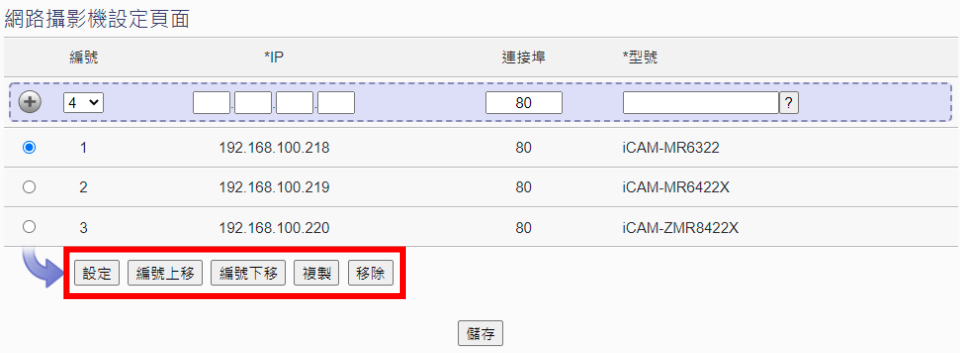 網路攝影機設定頁面
編號 *IP 連接埠 *型號
4 . . . 80 ?
1 192.168.100.218 80 iCAM-MR6322
2 192.168.100.219 80 iCAM-MR6422X
3 192.168.100.220 80 iCAM-ZMR8422X
設定 編號上移 編號下移 複製 移除
儲存